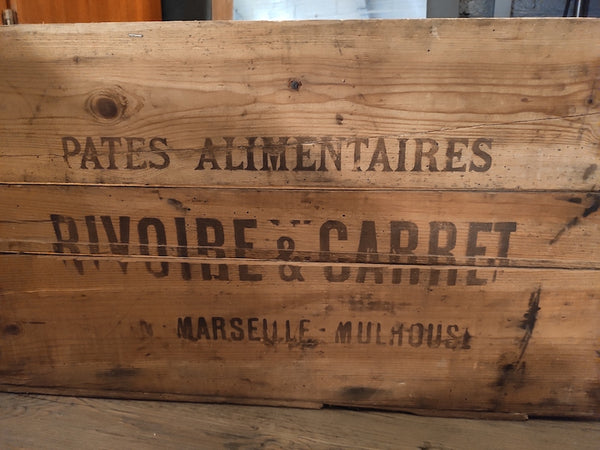 PATES ALIMENTAIRES
RIVOIRE & CARRET
MARSEILLE - MULHOUSE